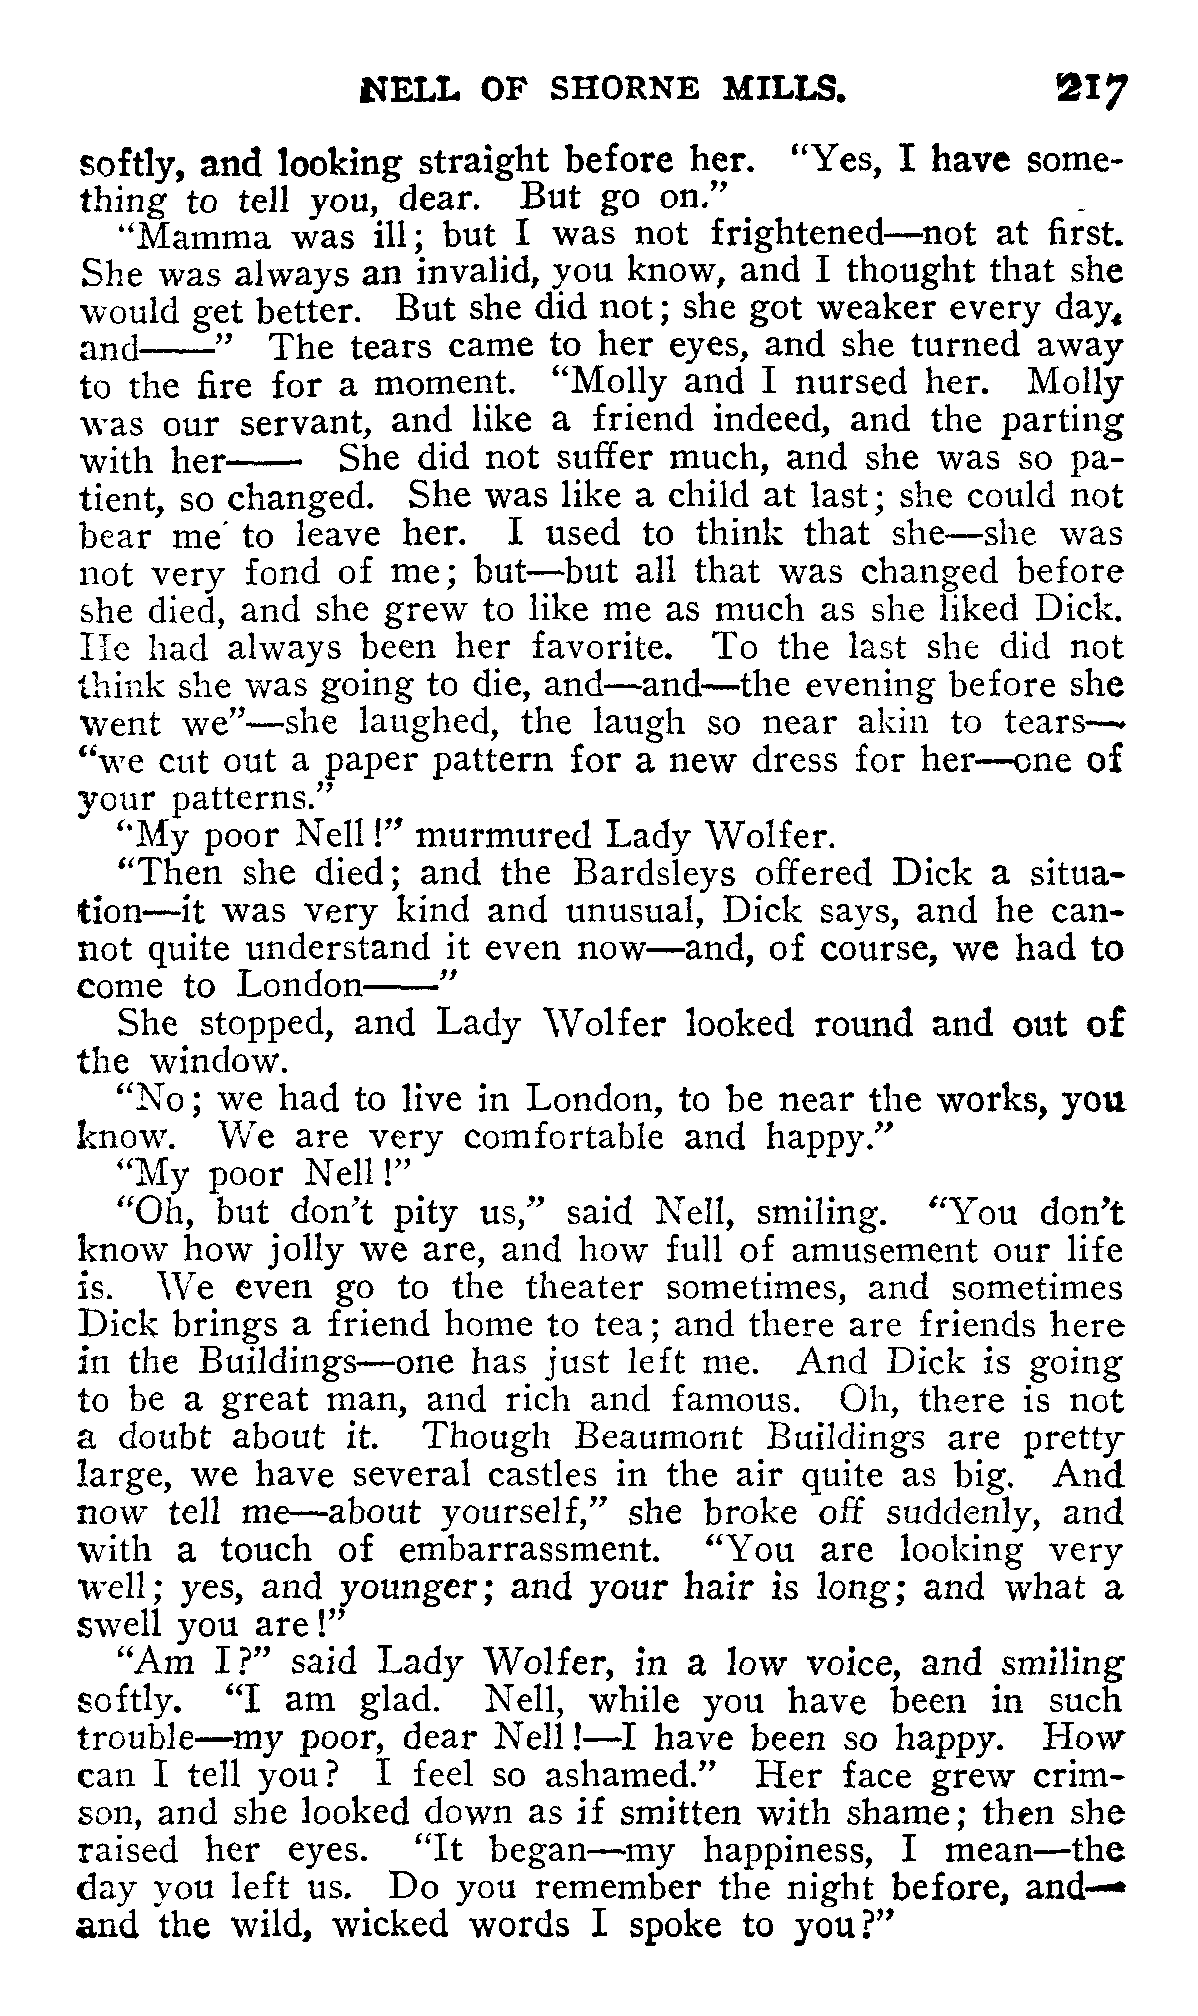 NELL OF SHORNE MILLS. 217
softly, and looking straight before her. "Yes, I have some-
thing to tell you, dear. But go on."
"Mamma was ill; but I was not frightened—not at first.
She was always an invalid, you know, and I thought that she
would get better. But she did not; she got weaker every day,
and——" The tears came to her eyes, and she turned away
to the fire for a moment. "Molly and I nursed her. Molly
was our servant, and like a friend indeed, and the parting
with her—— She did not suffer much, and she was so pa-
tient, so changed. She was like a child at last; she could not
bear me to leave her. I used to think that she—she was
not very fond of me; but—but all that was changed before
she died, and she grew to like me as much as she liked Dick.
He had always been her favorite. To the last she did not
think she was going to die, and—and—the evening before she
went we"—she laughed, the laugh so near akin to tears—
"we cut out a paper pattern for a new dress for her—one of
your patterns."
"My poor Nell!" murmured Lady Wolfer.
"Then she died; and the Bardsleys offered Dick a situa-
tion—it was very kind and unusual, Dick says, and he can-
not quite understand it even now—and, of course, we had to
come to London——"
She stopped, and Lady Wolfer looked round and out of
the window.
"No; we had to live in London, to be near the works, you
know. We are very comfortable and happy."
"My poor Nell!"
"Oh, but don't pity us," said Nell, smiling. "You don't
know how jolly we are, and how full of amusement our life
is. We even go to the theater sometimes, and sometimes
Dick brings a friend home to tea; and there are friends here
in the Buildings—one has just left me. And Dick is going
to be a great man, and rich and famous. Oh, there is not
a doubt about it. Though Beaumont Buildings are pretty
large, we have several castles in the air quite as big. And
now tell me—about yourself," she broke off suddenly, and
with a touch of embarrassment. "You are looking very
well; yes, and younger; and your hair is long; and what a
swell you are!"
"Am I?" said Lady Wolfer, in a low voice, and smiling
softly. "I am glad. Nell, while you have been in such
trouble—my poor, dear Nell!—I have been so happy. How
can I tell you? I feel so ashamed." Her face grew crim-
son, and she looked down as if smitten with shame; then she
raised her eyes. "It began—my happiness, I mean—the
day you left us. Do you remember the night before, and—
and the wild, wicked words I spoke to you?"